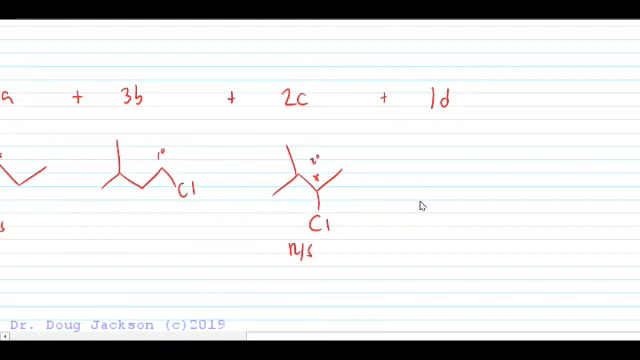 a + 3b + 2c + 1d
1° 2°
*
Cl
Cl
R/S
Dr. Doug Jackson (c)2019